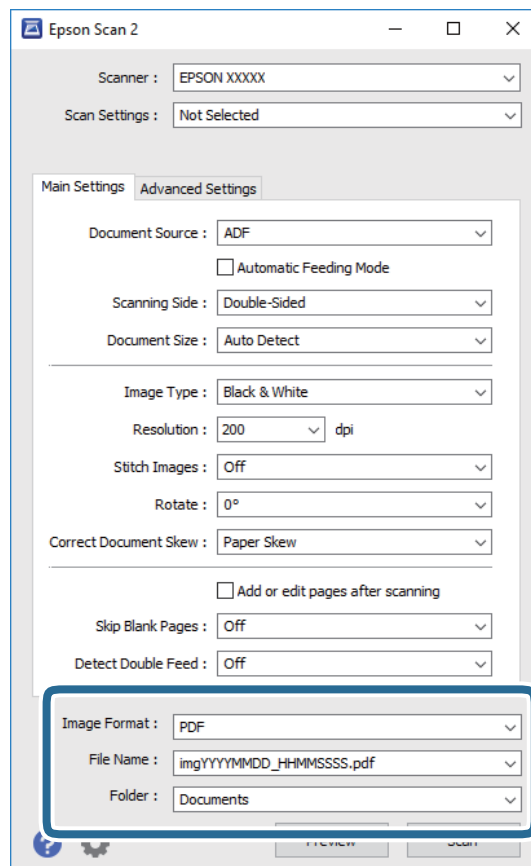 Epson Scan 2
Scanner : EPSON XXXXX
Scan Settings : Not Selected
Main Settings Advanced Settings
Document Source : ADF
Automatic Feeding Mode
Scanning Side : Double-Sided
Document Size : Auto Detect
Image Type : Black & White
Resolution : 200 dpi
Stitch Images : Off
Rotate : 0°
Correct Document Skew : Paper Skew
Add or edit pages after scanning
Skip Blank Pages : Off
Detect Double Feed : Off
Image Format : PDF
File Name : imgYYYYMMDD_HHMMSSSS.pdf
Folder : Documents
? Preview Scan